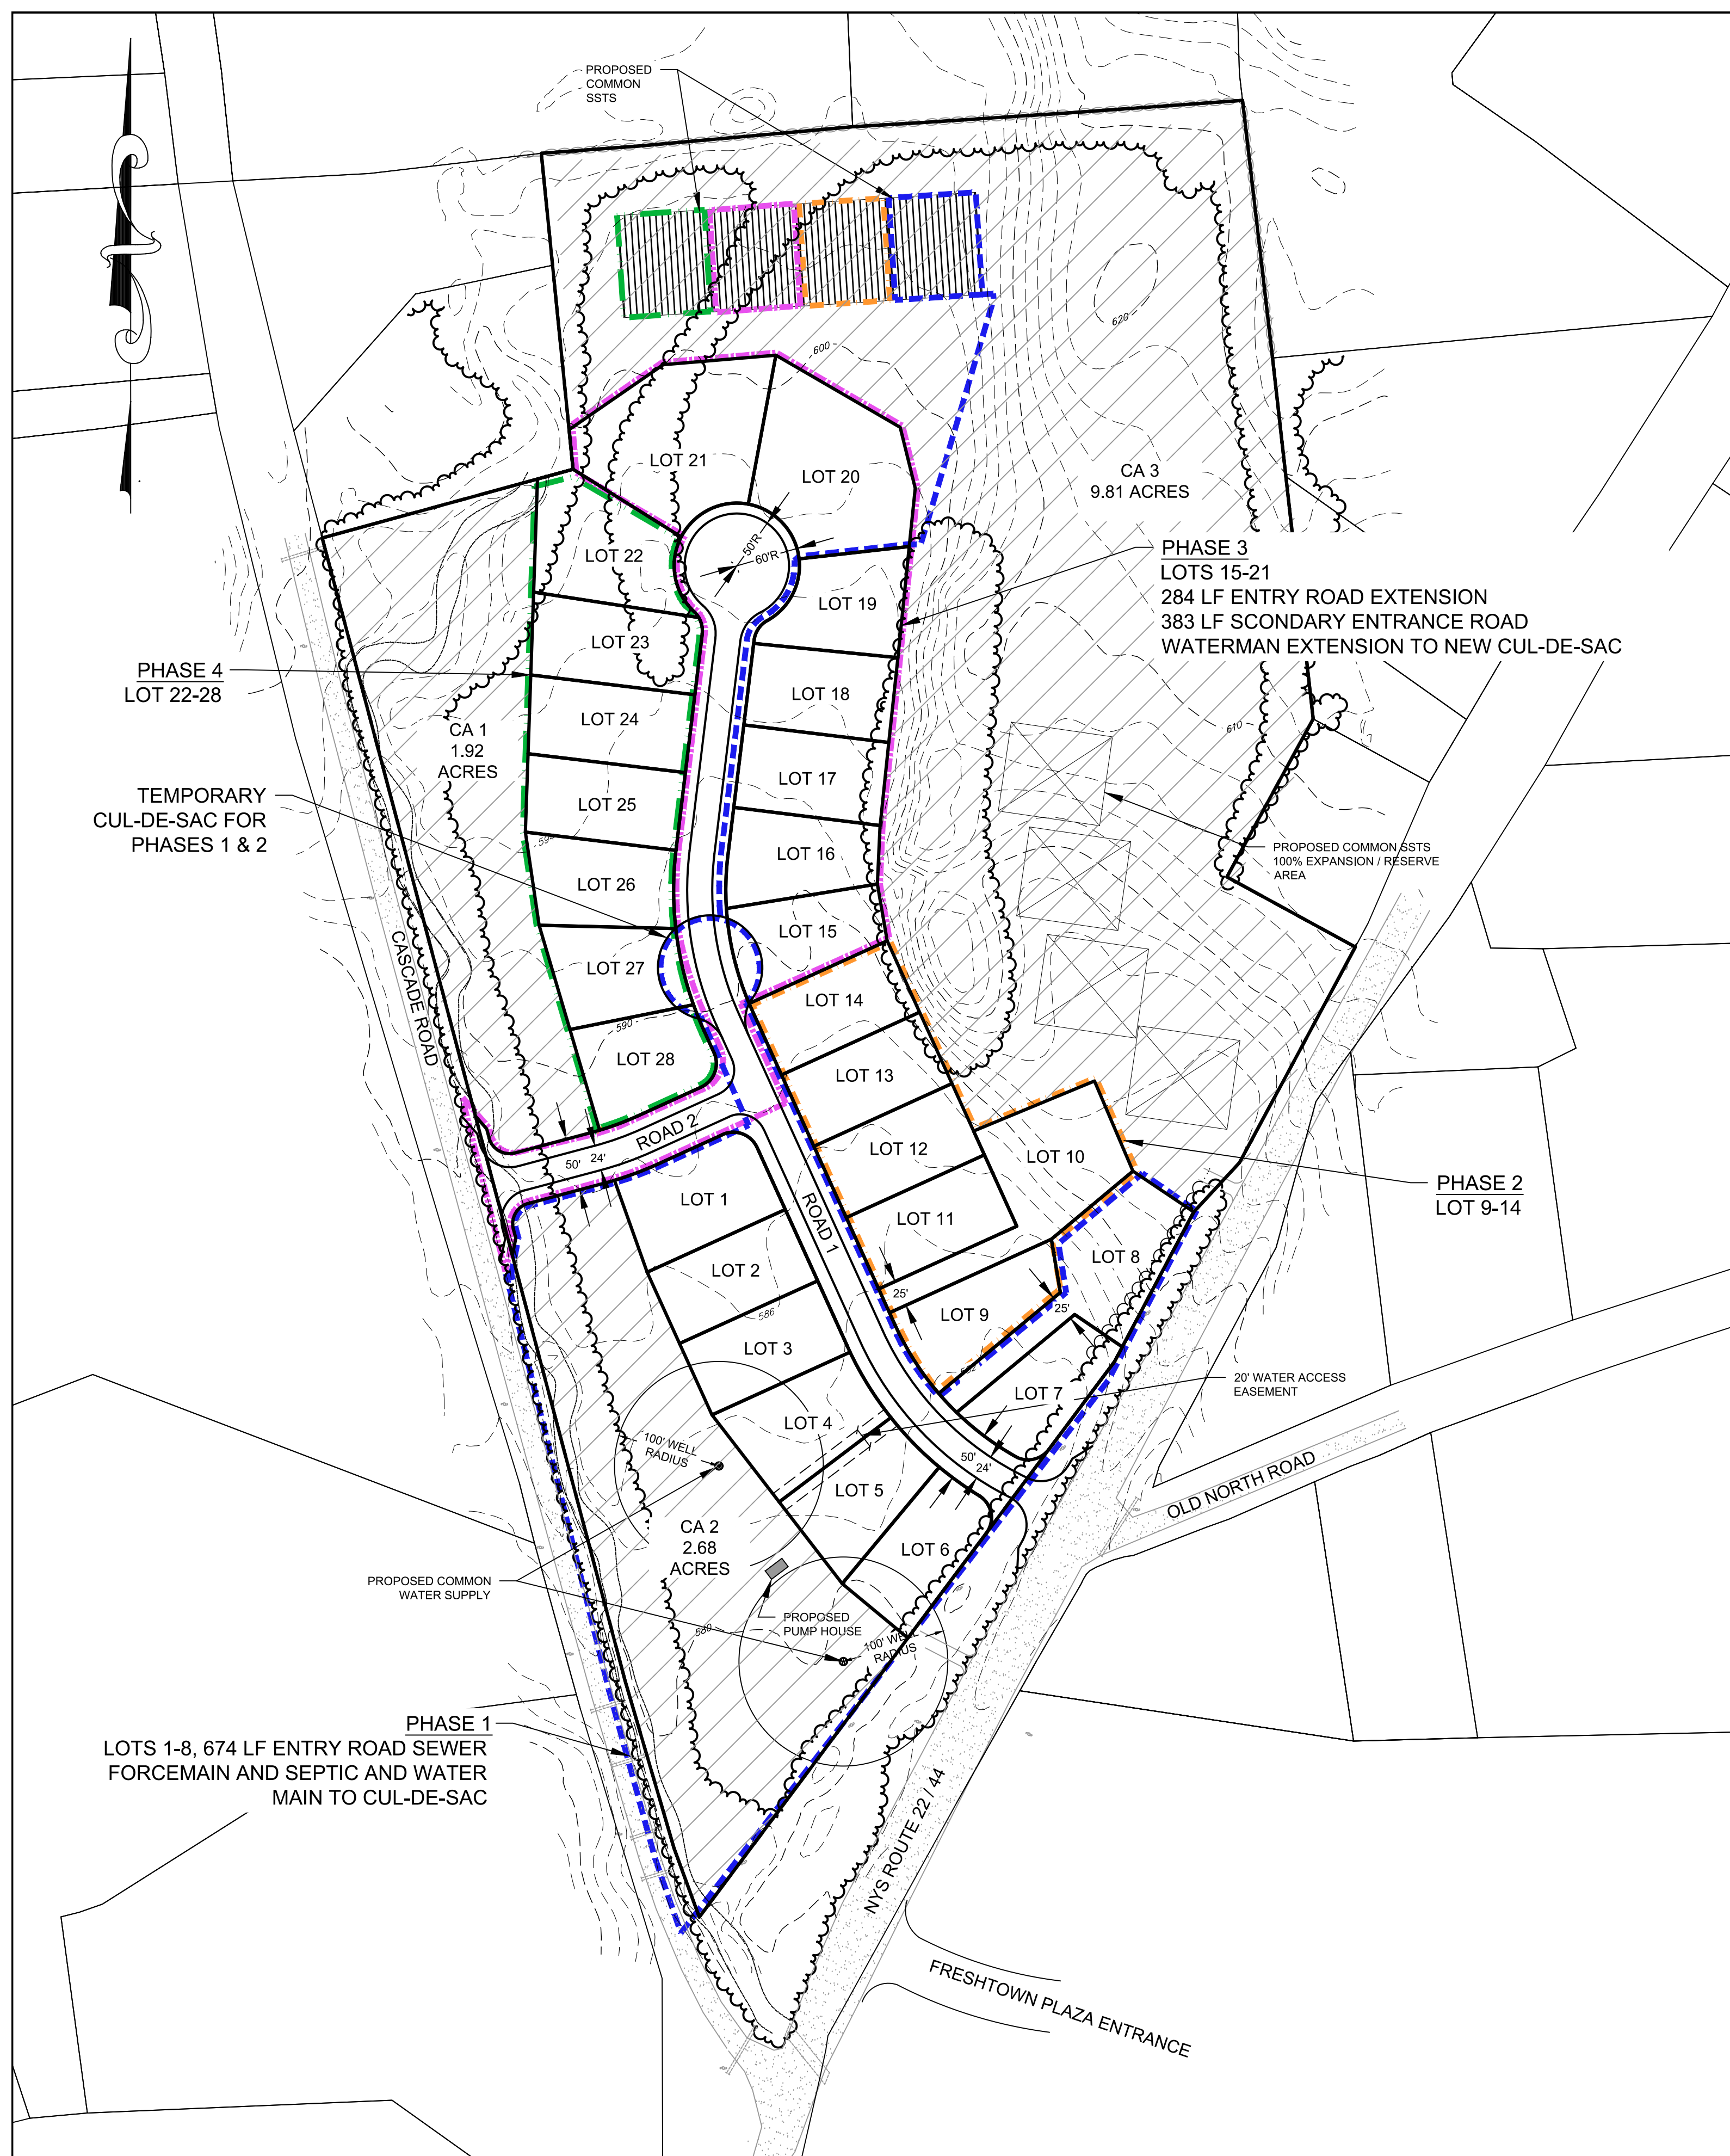 PROPOSED
COMMON
SSTS
620
600
LOT 21
LOT 20
CA 3
9.81 ACRES
50'R
60'R
LOT 22
PHASE 3
LOTS 15-21
284 LF ENTRY ROAD EXTENSION
383 LF SCONDARY ENTRANCE ROAD
WATERMAN EXTENSION TO NEW CUL-DE-SAC
LOT 19
LOT 23
PHASE 4
LOT 22-28
LOT 18
LOT 24
CA 1
1.92
ACRES
610
LOT 17
LOT 25
TEMPORARY
CUL-DE-SAC FOR
PHASES 1 & 2
594
LOT 16
PROPOSED COMMON SSTS
100% EXPANSION / RESERVE
AREA
LOT 26
LOT 15
CASCADE ROAD
LOT 27
LOT 14
590
LOT 28
LOT 13
ROAD 2
50'
24'
LOT 12
LOT 10
PHASE 2
LOT 9-14
LOT 1
ROAD 1
LOT 11
LOT 8
LOT 2
25'
25'
586
LOT 9
LOT 3
20' WATER ACCESS
EASEMENT
LOT 7
LOT 4
100' WELL
RADIUS
50'
24'
LOT 5
OLD NORTH ROAD
CA 2
2.68
ACRES
LOT 6
PROPOSED COMMON
WATER SUPPLY
PROPOSED
PUMP HOUSE
580
100' WELL
RADIUS
PHASE 1
LOTS 1-8, 674 LF ENTRY ROAD SEWER
FORCEMAIN AND SEPTIC AND WATER
MAIN TO CUL-DE-SAC
NYS ROUTE 22 / 44
FRESHTOWN PLAZA ENTRANCE